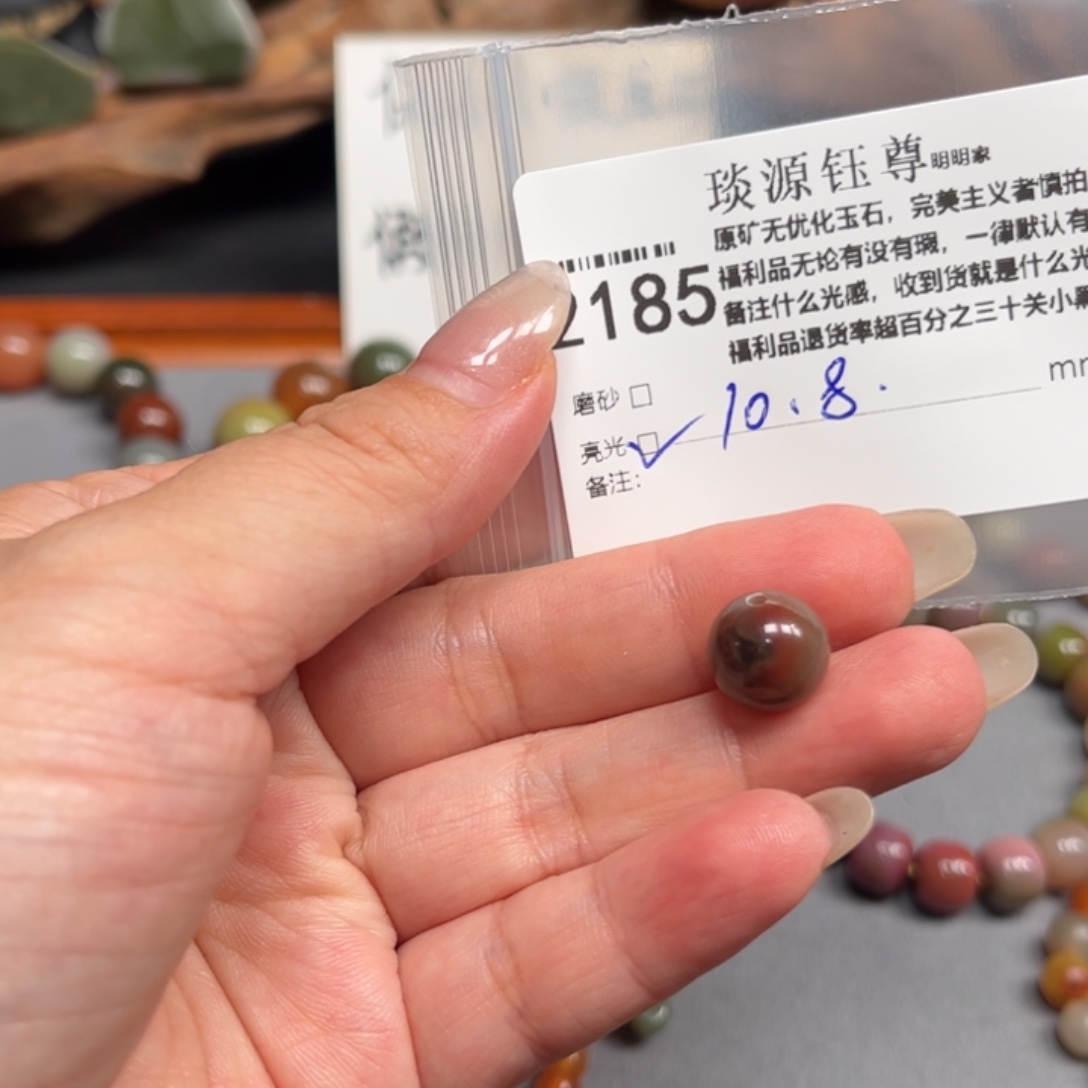 琰源钰尊明明家
原矿无优化玉石，完美主义者慎拍
福利品无论有没有瑕，一律默认有
备注什么光感，收到货就是什么光
福利品退货率超百分之三十关小黑
2185
磨砂 □
10.8. mm
亮光 ☑
备注：